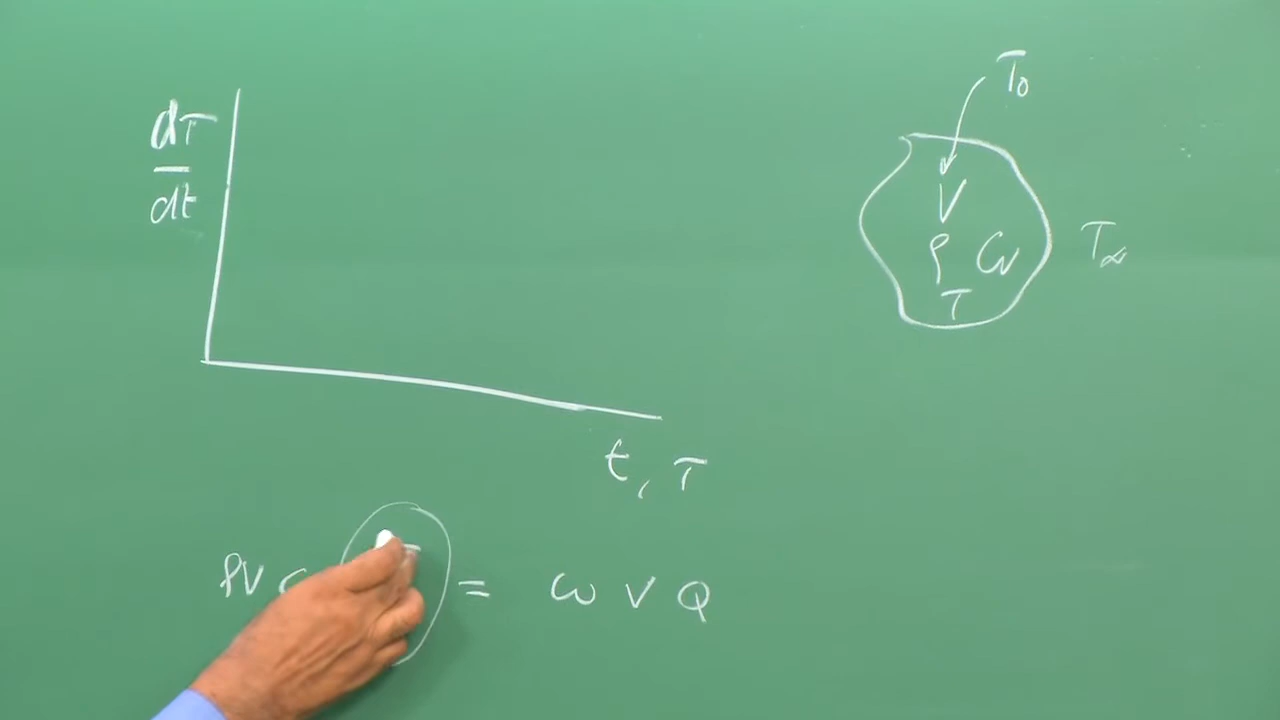 dT
dt
t, T
T0
V
ρ Cv
T
T∞
ρV = ω V Q